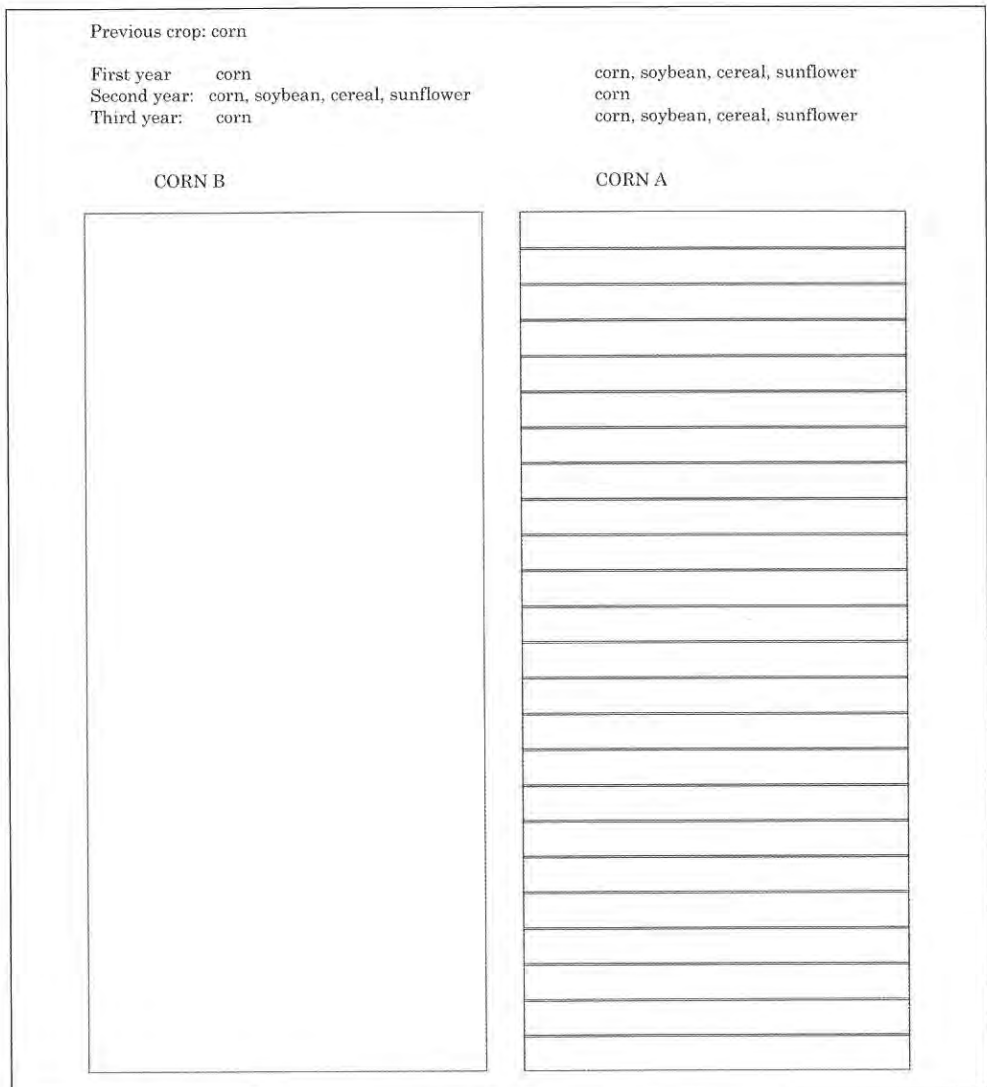 Previous crop: corn
First year corn
Second year: corn, soybean, cereal, sunflower
Third year: corn
corn, soybean, cereal, sunflower
corn
corn, soybean, cereal, sunflower
CORN B
CORN A